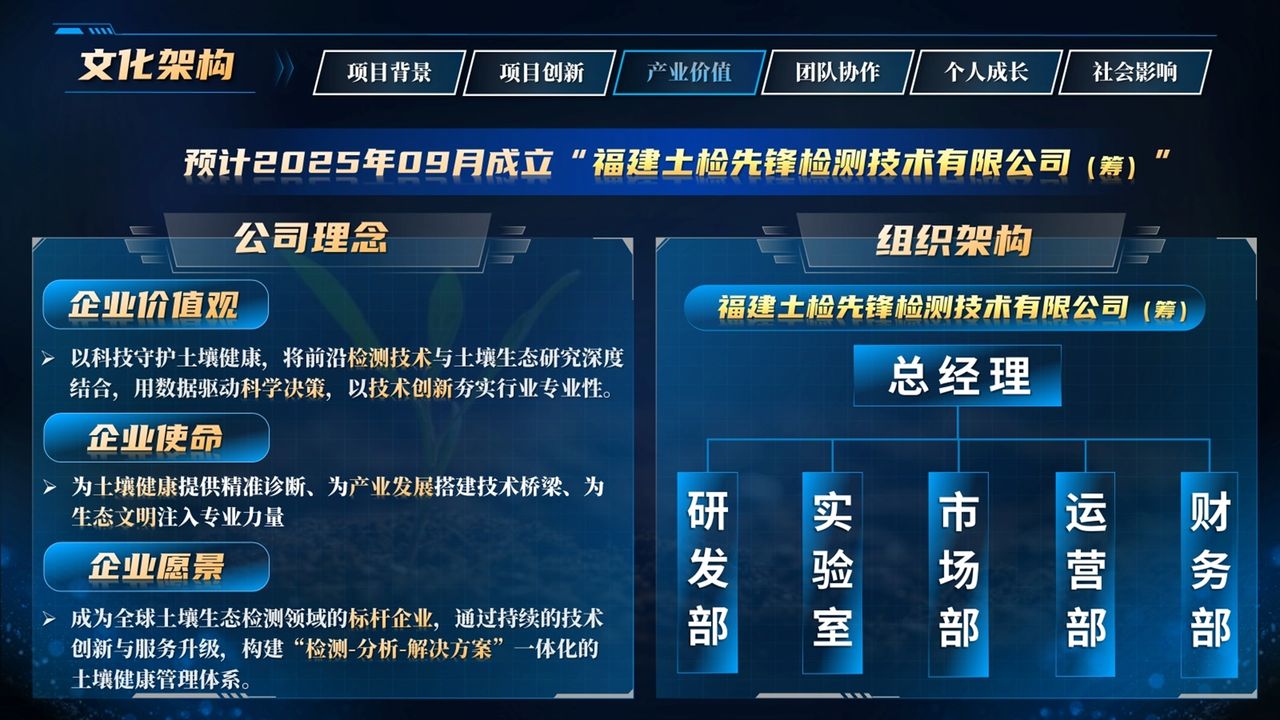 文化架构
项目背景 项目创新 产业价值 团队协作 个人成长 社会影响
预计2025年09月成立“福建土检先锋检测技术有限公司（筹）”
公司理念
企业价值观
以科技守护土壤健康，将前沿检测技术与土壤生态研究深度
结合，用数据驱动科学决策，以技术创新夯实行业专业性。
企业使命
为土壤健康提供精准诊断、为产业发展搭建技术桥梁、为
生态文明注入专业力量
企业愿景
成为全球土壤生态检测领域的标杆企业，通过持续的技术
创新与服务升级，构建“检测-分析-解决方案”一体化的
土壤健康管理体系。
组织架构
福建土检先锋检测技术有限公司（筹）
总经理
研发部
实验室
市场部
运营部
财务部